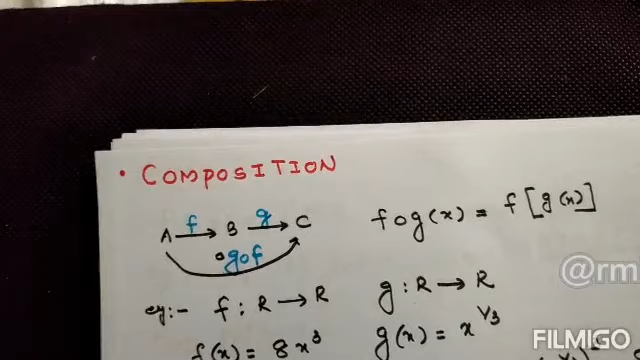 • COMPOSITION
A f→ B g→ C
gof
fog(x) = f[g(x)]
eg:- f : R → R
g : R → R
f(x) = 8x³
g(x) = x^1/3
@rm
FILMIGO